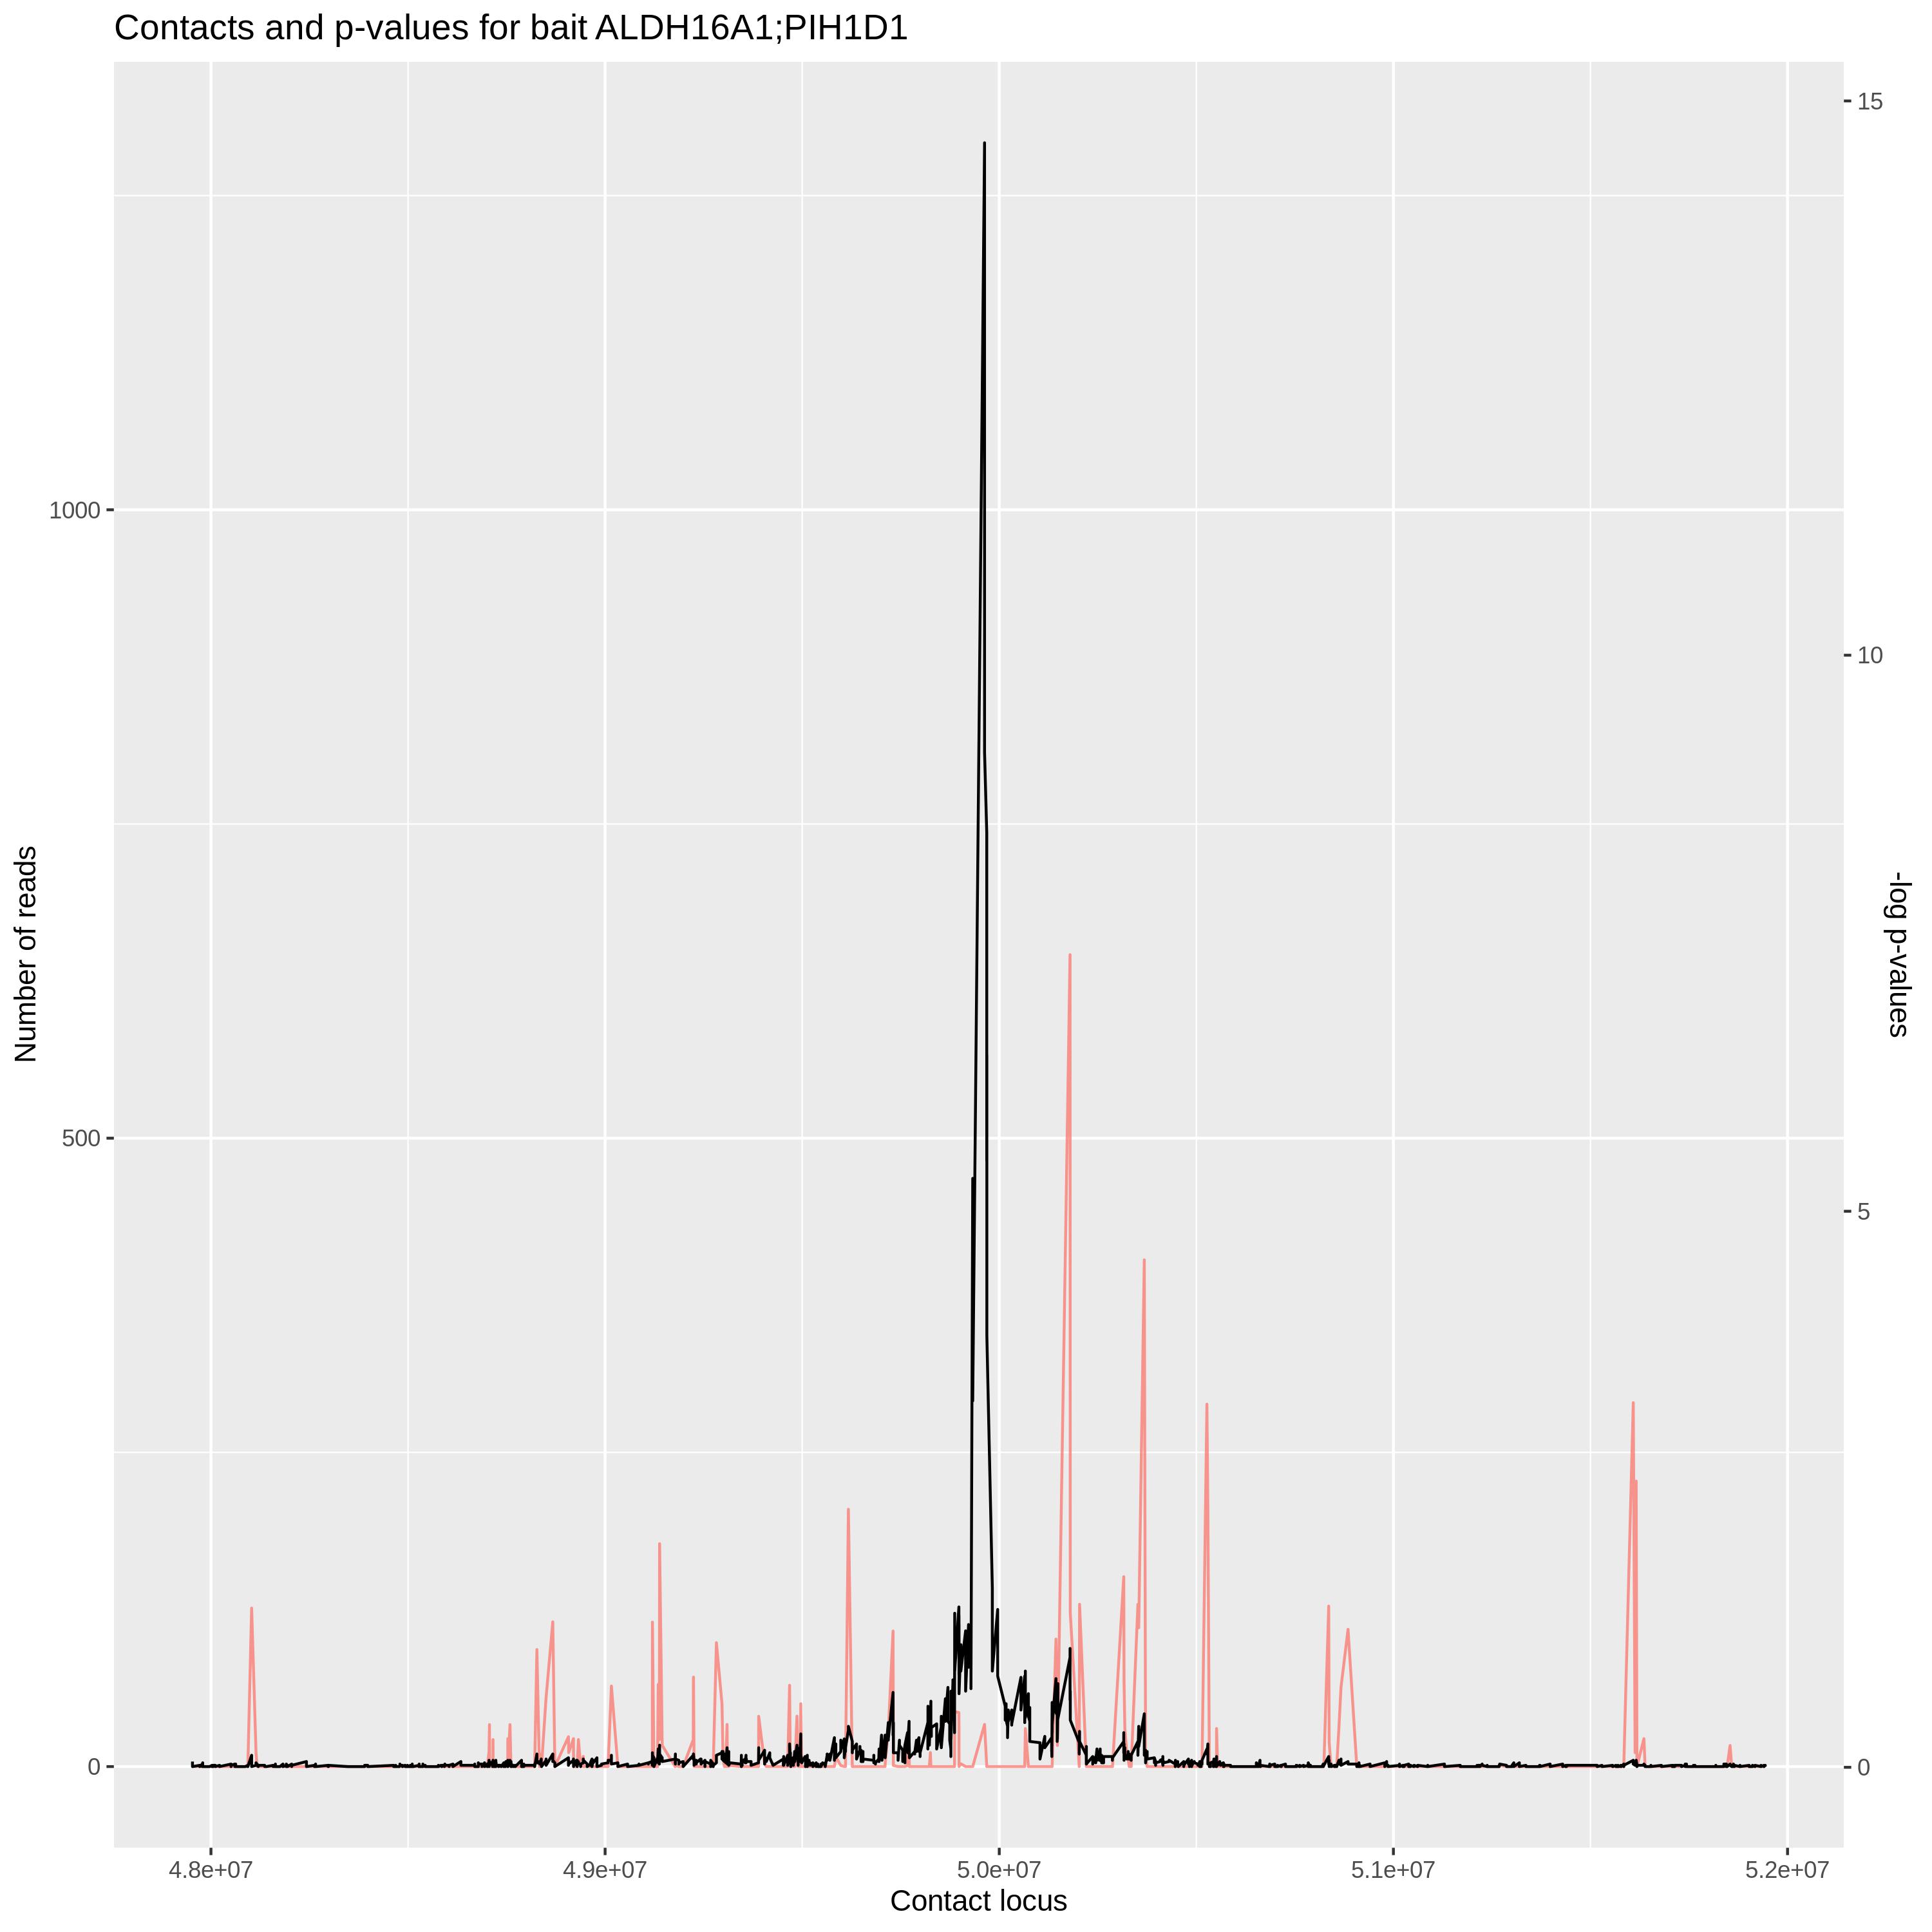 Contacts and p-values for bait ALDH16A1;PIH1D1
15
1000
10
Number of reads
-log p-values
500
5
0
0
4.8e+07
4.9e+07
5.0e+07
5.1e+07
5.2e+07
Contact locus